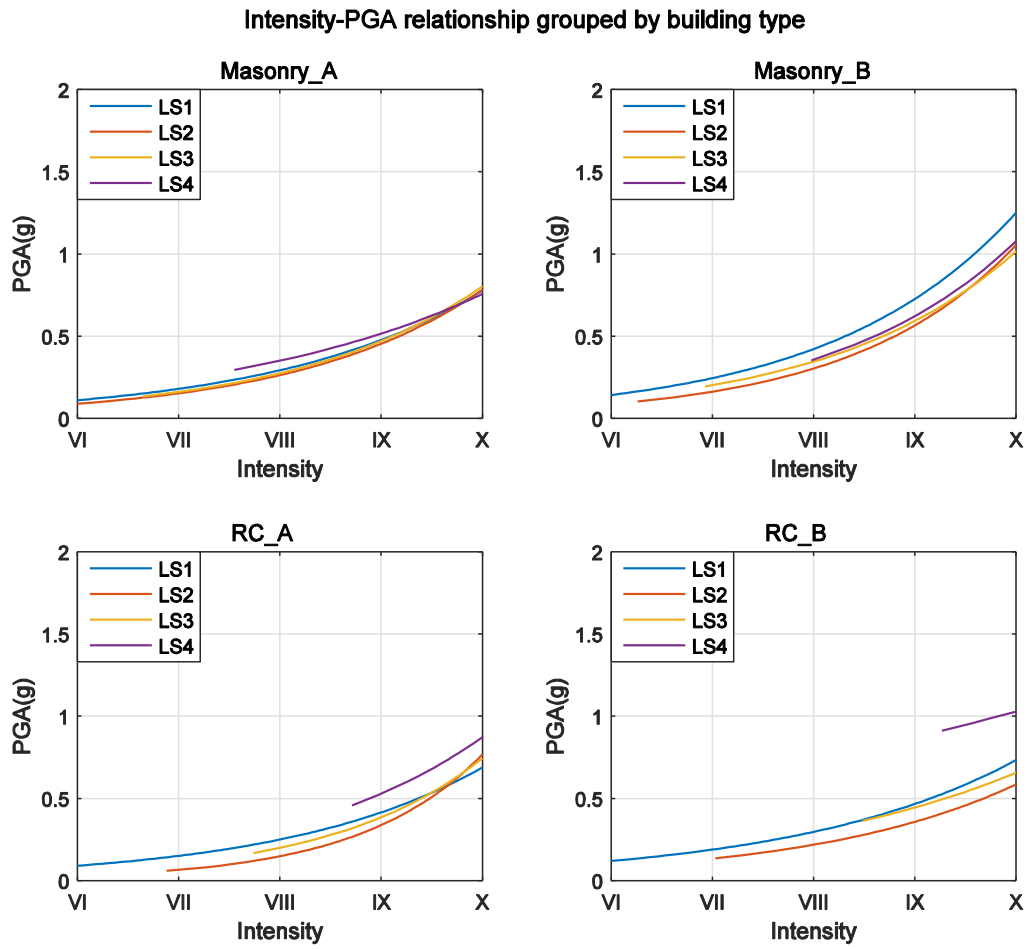 Intensity-PGA relationship grouped by building type
Masonry_A
2
1.5
1
0.5
0
PGA(g)
LS1
LS2
LS3
LS4
VI VII VIII IX X
Intensity
Masonry_B
2
1.5
1
0.5
0
PGA(g)
LS1
LS2
LS3
LS4
VI VII VIII IX X
Intensity
RC_A
2
1.5
1
0.5
0
PGA(g)
LS1
LS2
LS3
LS4
VI VII VIII IX X
Intensity
RC_B
2
1.5
1
0.5
0
PGA(g)
LS1
LS2
LS3
LS4
VI VII VIII IX X
Intensity